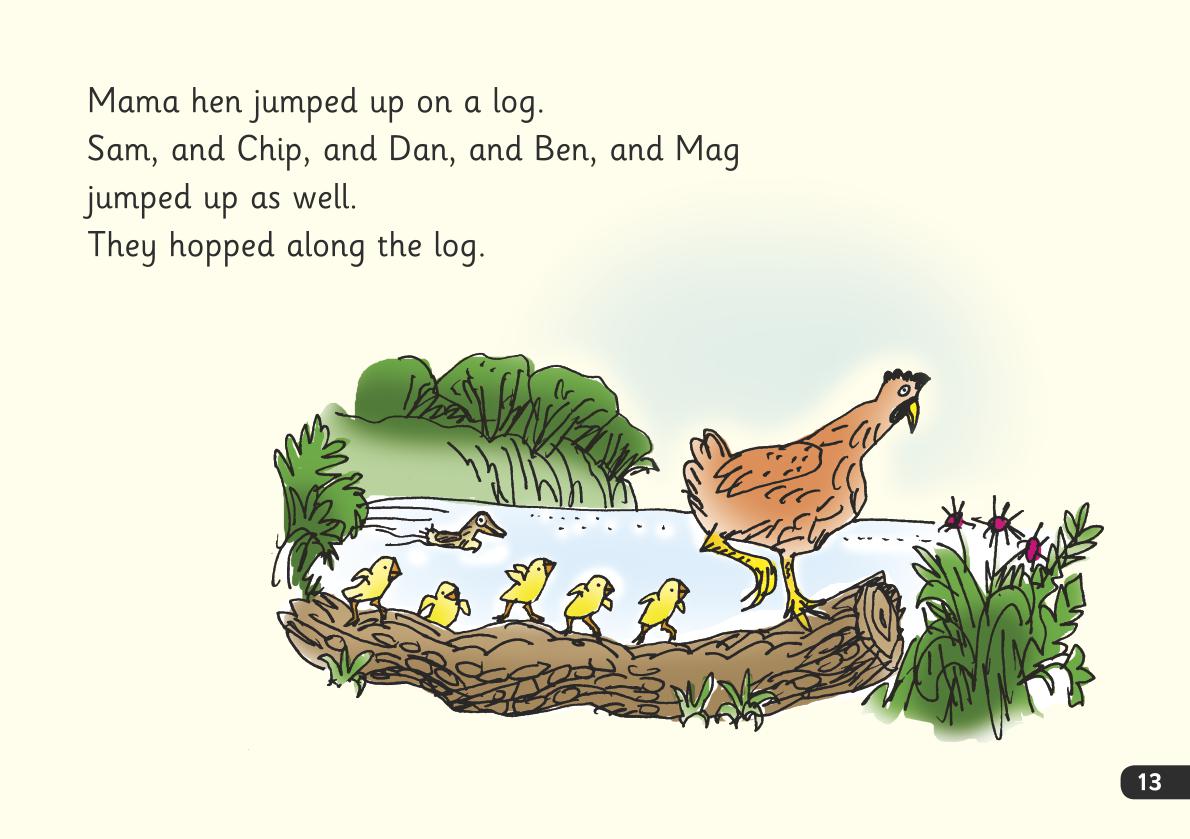 Mama hen jumped up on a log.
Sam, and Chip, and Dan, and Ben, and Mag
jumped up as well.
They hopped along the log.
13